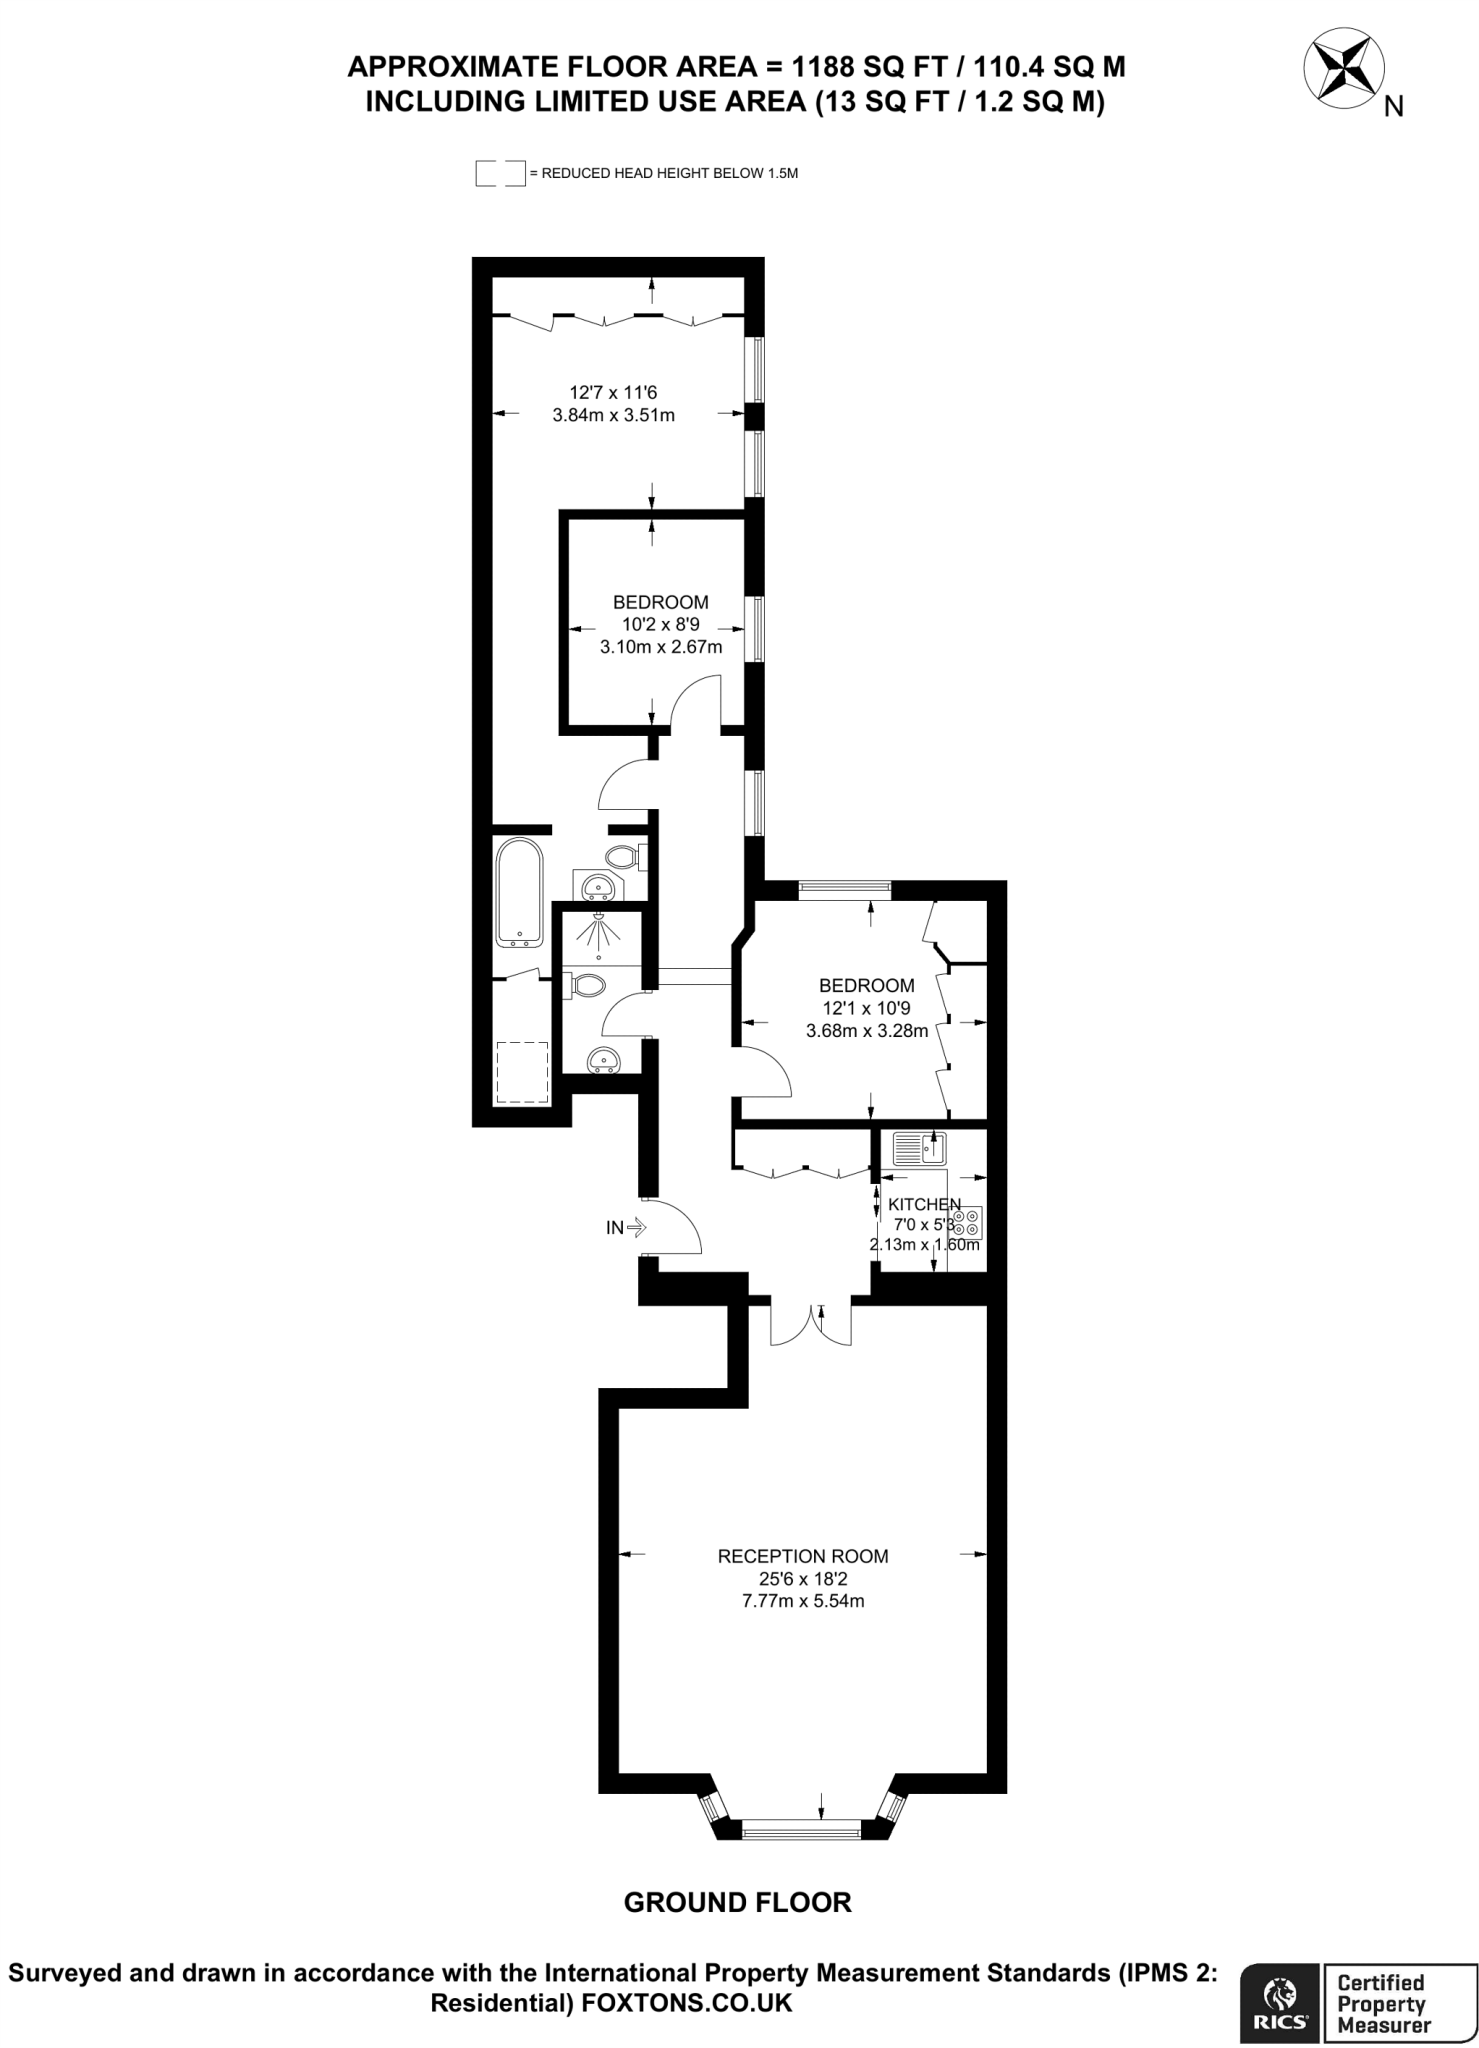 APPROXIMATE FLOOR AREA = 1188 SQ FT / 110.4 SQ M
INCLUDING LIMITED USE AREA (13 SQ FT / 1.2 SQ M)
N
= REDUCED HEAD HEIGHT BELOW 1.5M
12'7 x 11'6
3.84m x 3.51m
BEDROOM
10'2 x 8'9
3.10m x 2.67m
BEDROOM
12'1 x 10'9
3.68m x 3.28m
KITCHEN
7'0 x 5'3
2.13m x 1.60m
IN
RECEPTION ROOM
25'6 x 18'2
7.77m x 5.54m
GROUND FLOOR
Surveyed and drawn in accordance with the International Property Measurement Standards (IPMS 2:
Residential) FOXTONS.CO.UK
RICS
Certified
Property
Measurer